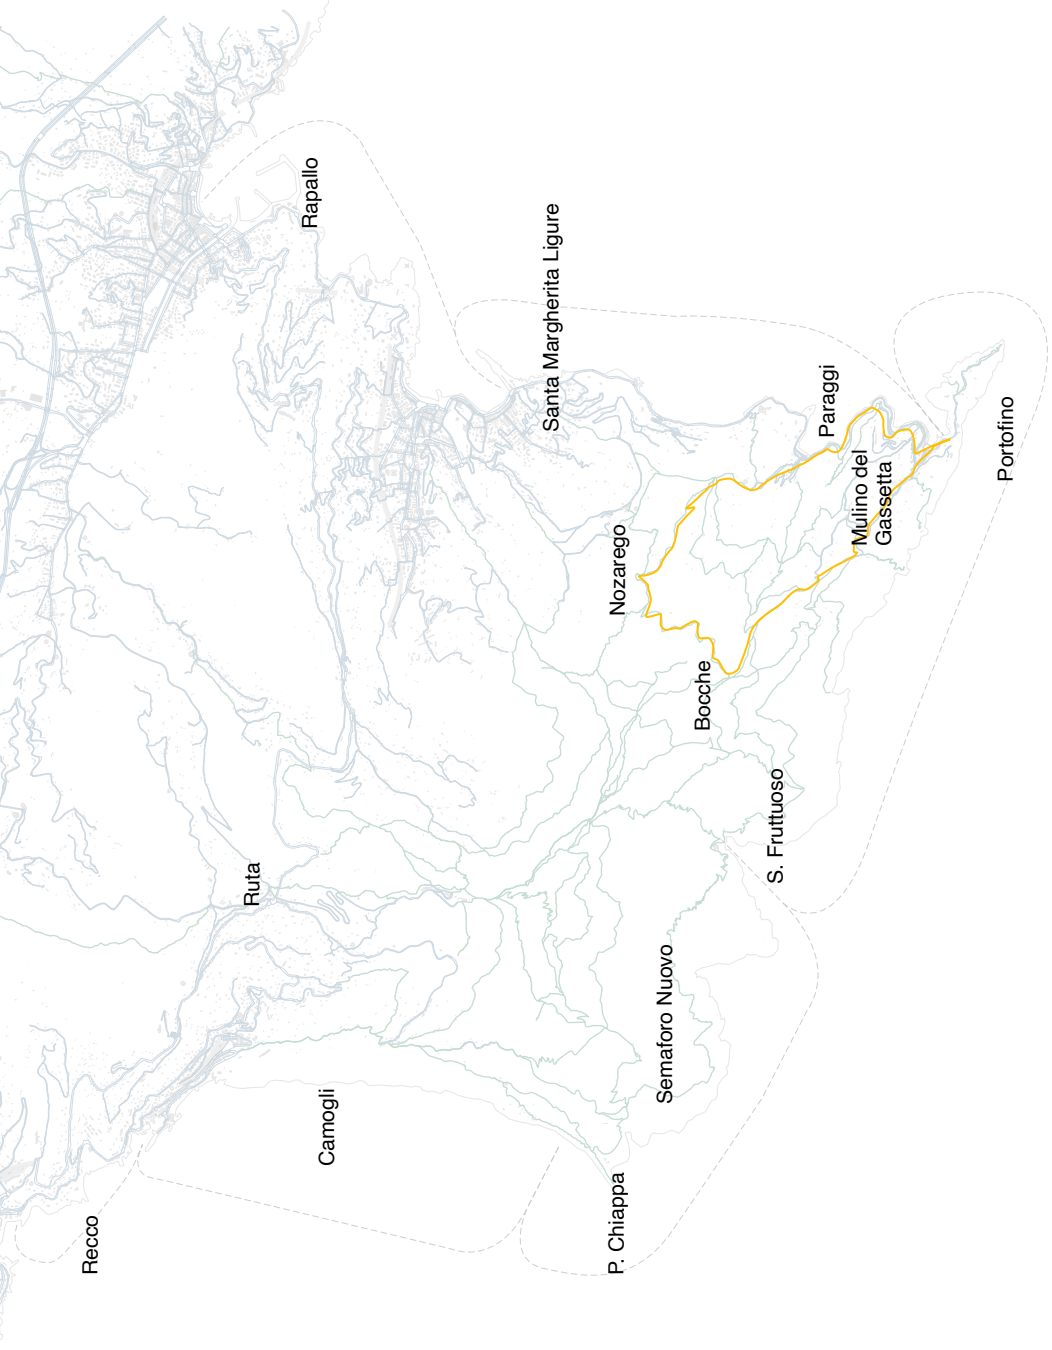 Recco
Camogli
P. Chiappa
Semaforo Nuovo
Ruta
S. Fruttuoso
Bocche
Nozarego
Mulino del
Gassetta
Portofino
Paraggi
Santa Margherita Ligure
Rapallo